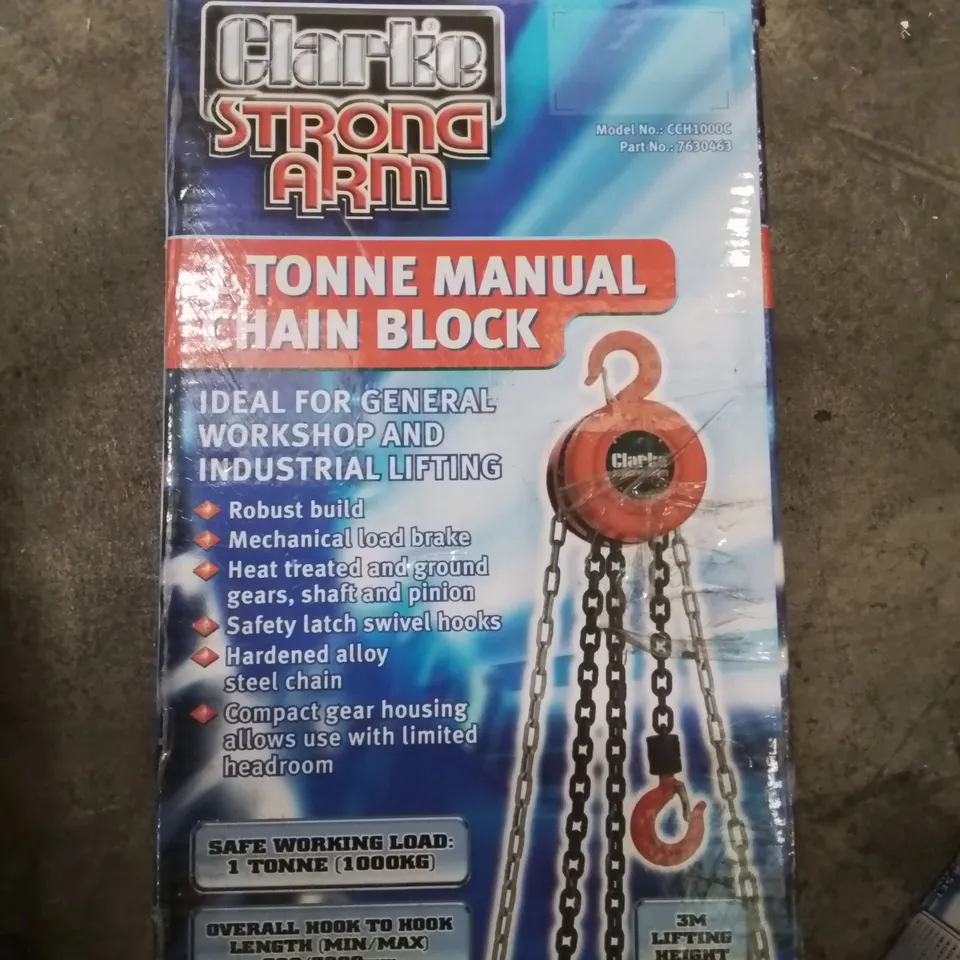 Clarke
STRONG
ARM
Model No.: CCH1000C
Part No.: 7630463
TONNE MANUAL
CHAIN BLOCK
IDEAL FOR GENERAL
WORKSHOP AND
INDUSTRIAL LIFTING
Robust build
Mechanical load brake
Heat treated and ground
gears, shaft and pinion
Safety latch swivel hooks
Hardened alloy
steel chain
Compact gear housing
allows use with limited
headroom
Clarke
SAFE WORKING LOAD:
1 TONNE (1000KG)
OVERALL HOOK TO HOOK
LENGTH (MIN/MAX)
3M
LIFTING
HEIGHT